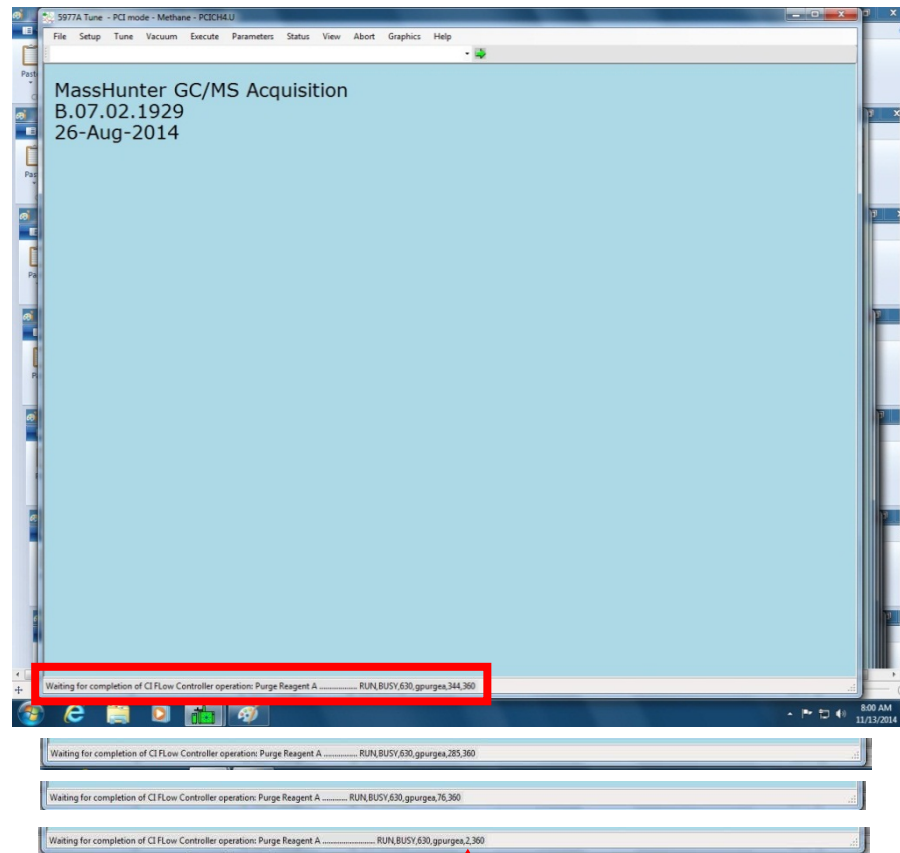 5977A Tune - PCI mode - Methane - PCICH4.U
File Setup Tune Vacuum Execute Parameters Status View Abort Graphics Help
MassHunter GC/MS Acquisition
B.07.02.1929
26-Aug-2014
Waiting for completion of CI FLow Controller operation: Purge Reagent A ................. RUN,BUSY,630,gpurgea,344,360
8:00 AM
11/13/2014
Waiting for completion of CI FLow Controller operation: Purge Reagent A ................ RUN,BUSY,630,gpurgea,285,360
Waiting for completion of CI FLow Controller operation: Purge Reagent A ............ RUN,BUSY,630,gpurgea,76,360
Waiting for completion of CI FLow Controller operation: Purge Reagent A ......................... RUN,BUSY,630,gpurgea,2,360